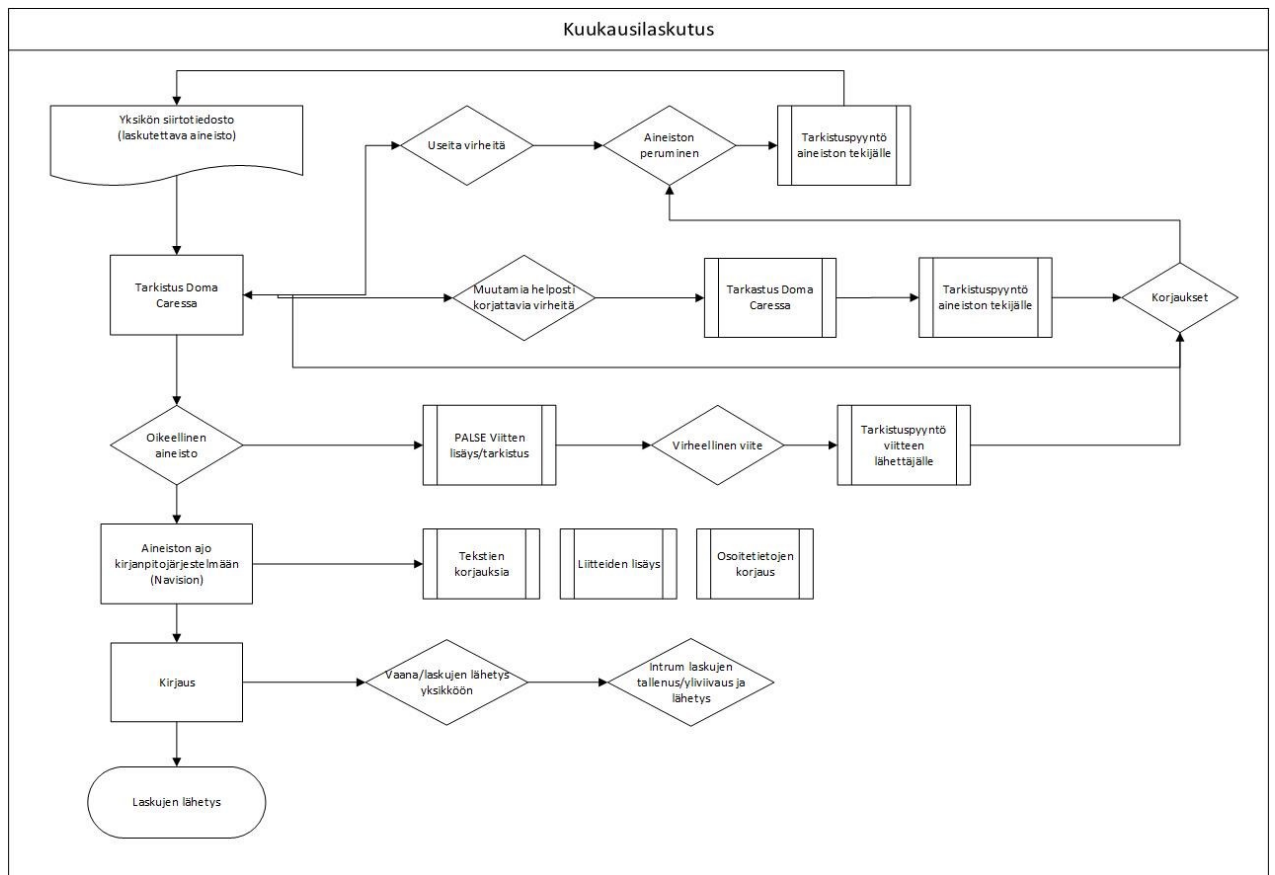 Kuukausilaskutus
Yksikön siirtotiedosto
(laskutettava aineisto)
Useita virheitä
Aineiston
peruminen
Tarkistuspyyntö
aineiston tekijälle
Tarkistus Doma
Caressa
Muutamia helposti
korjattavia virheitä
Tarkastus Doma
Caressa
Tarkistuspyyntö
aineiston tekijälle
Korjaukset
Oikeellinen
aineisto
PALSE Viitten
lisäys/tarkistus
Virheellinen viite
Tarkistuspyyntö
viitteen
lähettäjälle
Aineiston ajo
kirjanpitojärjestelmään
(Navision)
Tekstien
korjauksia
Liitteiden lisäys
Osoitetietojen
korjaus
Kirjaus
Vaana/laskujen lähetys
yksikköön
Intrum laskujen
tallenus/yliviivaus ja
lähetys
Laskujen lähetys